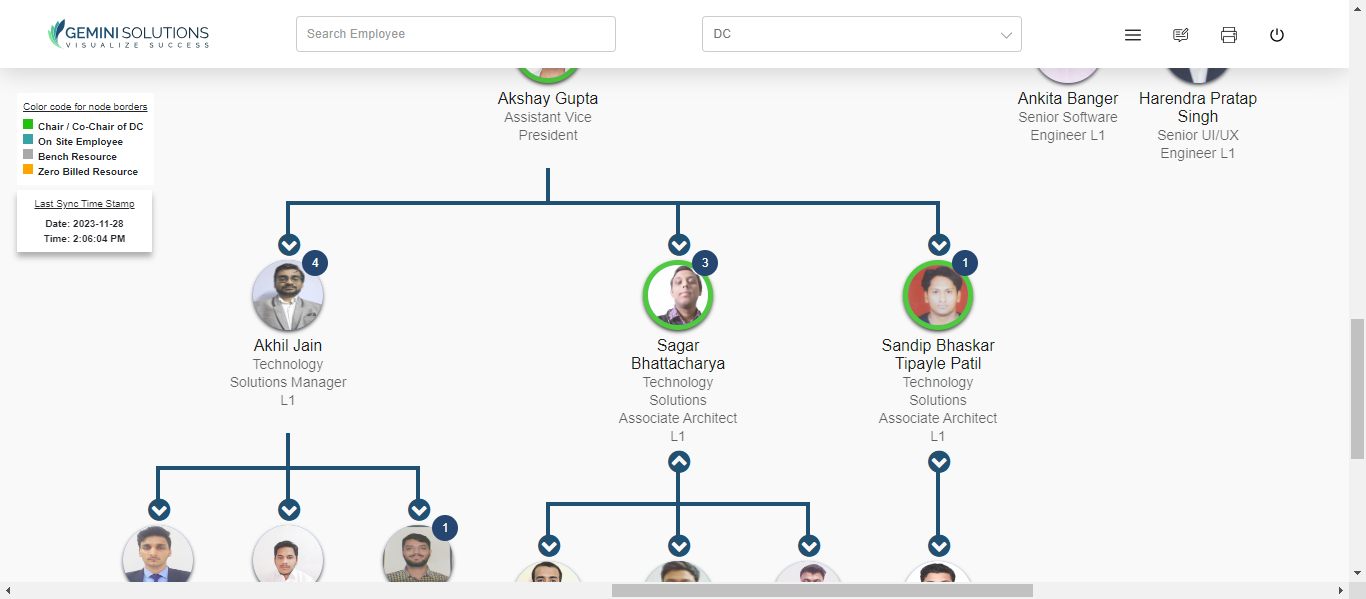 GEMINI SOLUTIONS
VISUALIZE SUCCESS
Search Employee
DC
Color code for node borders
Chair / Co-Chair of DC
On Site Employee
Bench Resource
Zero Billed Resource
Last Sync Time Stamp
Date: 2023-11-28
Time: 2:06:04 PM
Akshay Gupta
Assistant Vice
President
Ankita Banger
Senior Software
Engineer L1
Harendra Pratap
Singh
Senior UI/UX
Engineer L1
4
Akhil Jain
Technology
Solutions Manager
L1
3
Sagar
Bhattacharya
Technology
Solutions
Associate Architect
L1
1
Sandip Bhaskar
Tipayle Patil
Technology
Solutions
Associate Architect
L1
1